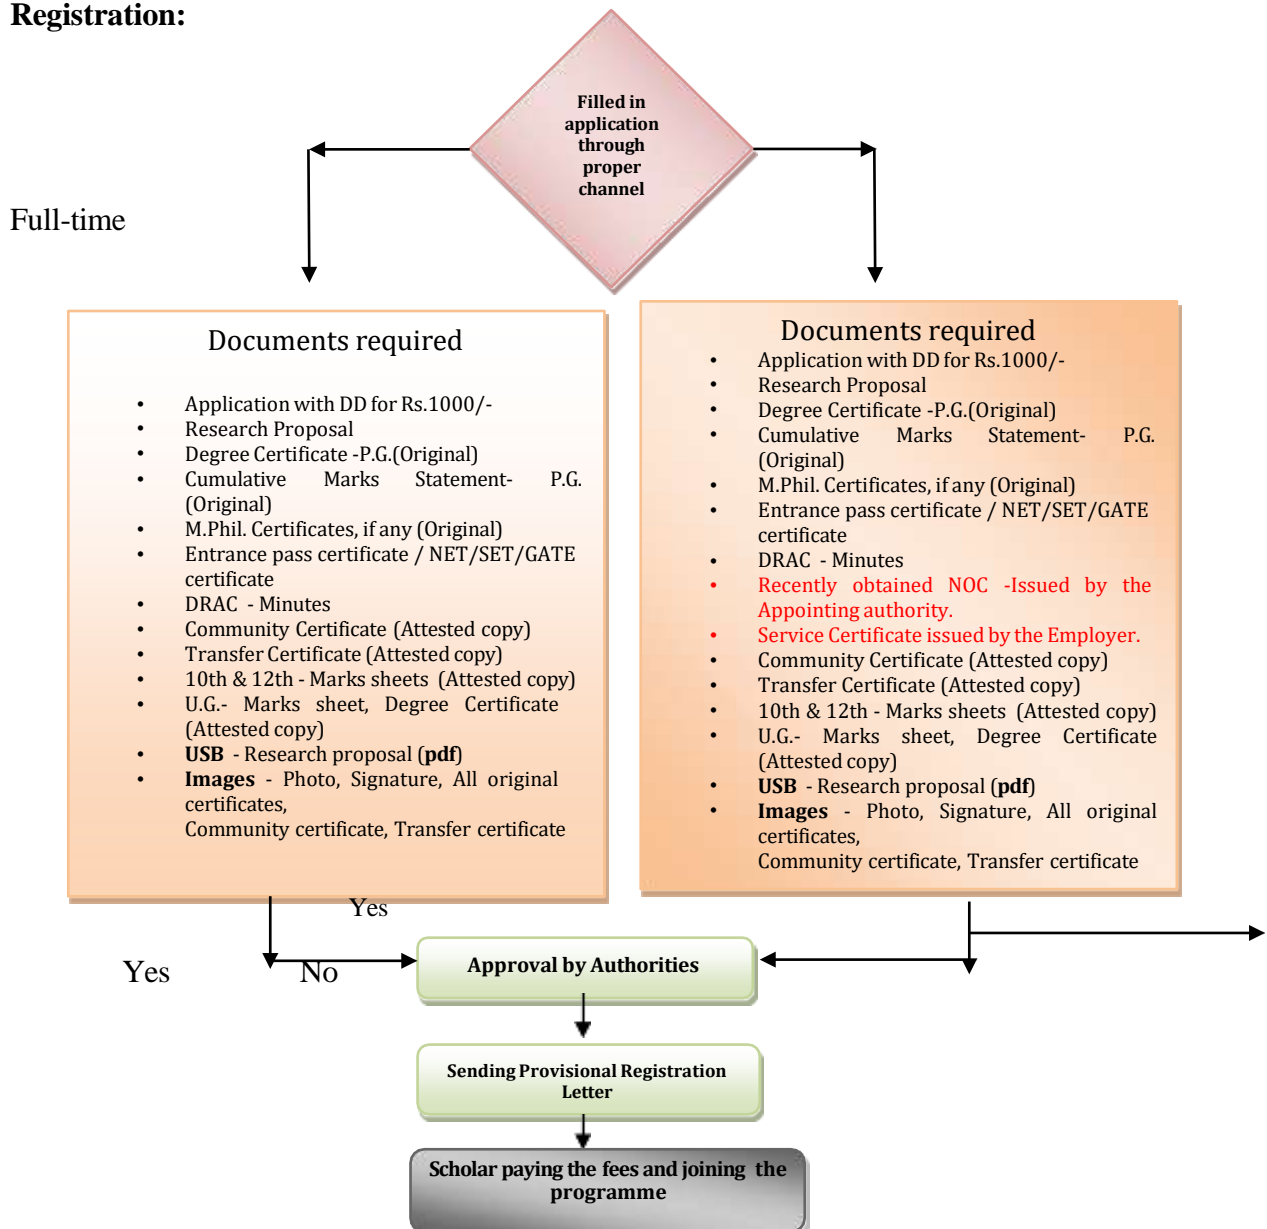 Registration:
Filled in
application
through
proper
channel
Full-time
Documents required
• Application with DD for Rs.1000/-
• Research Proposal
• Degree Certificate -P.G.(Original)
• Cumulative Marks Statement- P.G.
(Original)
• M.Phil. Certificates, if any (Original)
• Entrance pass certificate / NET/SET/GATE
certificate
• DRAC - Minutes
• Community Certificate (Attested copy)
• Transfer Certificate (Attested copy)
• 10th & 12th - Marks sheets (Attested copy)
• U.G.- Marks sheet, Degree Certificate
(Attested copy)
• USB - Research proposal (pdf)
• Images - Photo, Signature, All original
certificates,
Community certificate, Transfer certificate
Documents required
• Application with DD for Rs.1000/-
• Research Proposal
• Degree Certificate -P.G.(Original)
• Cumulative Marks Statement- P.G.
(Original)
• M.Phil. Certificates, if any (Original)
• Entrance pass certificate / NET/SET/GATE
certificate
• DRAC - Minutes
• Recently obtained NOC -Issued by the
Appointing authority.
• Service Certificate issued by the Employer.
• Community Certificate (Attested copy)
• Transfer Certificate (Attested copy)
• 10th & 12th - Marks sheets (Attested copy)
• U.G.- Marks sheet, Degree Certificate
(Attested copy)
• USB - Research proposal (pdf)
• Images - Photo, Signature, All original
certificates,
Community certificate, Transfer certificate
Yes
Yes
No
Approval by Authorities
Sending Provisional Registration
Letter
Scholar paying the fees and joining the
programme